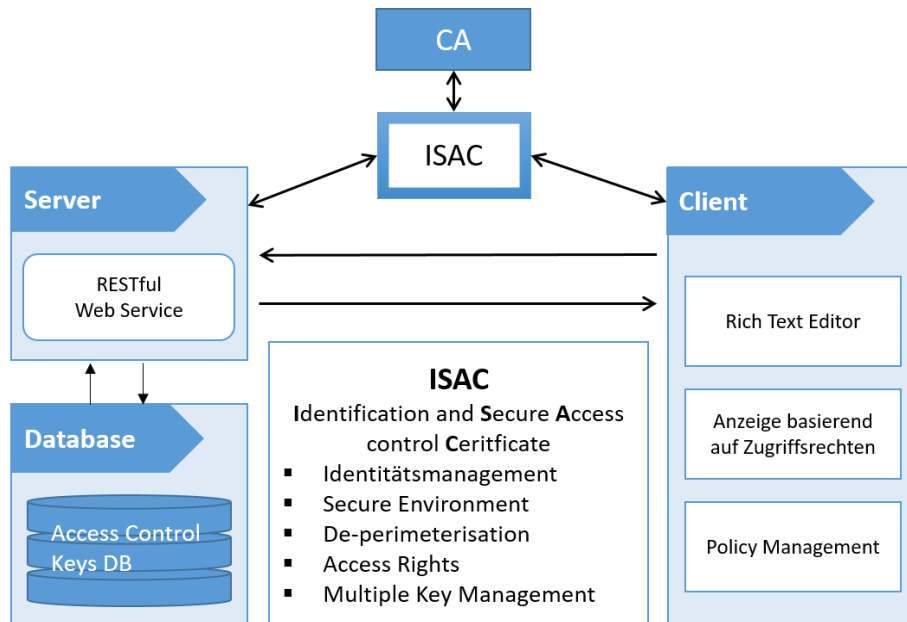 CA
ISAC
Server
RESTful
Web Service
Client
Rich Text Editor
Anzeige basierend
auf Zugriffsrechten
Policy Management
Database
Access Control
Keys DB
ISAC
Identification and Secure Access
control Ceritficate
▪ Identitätsmanagement
▪ Secure Environment
▪ De-perimeterisation
▪ Access Rights
▪ Multiple Key Management